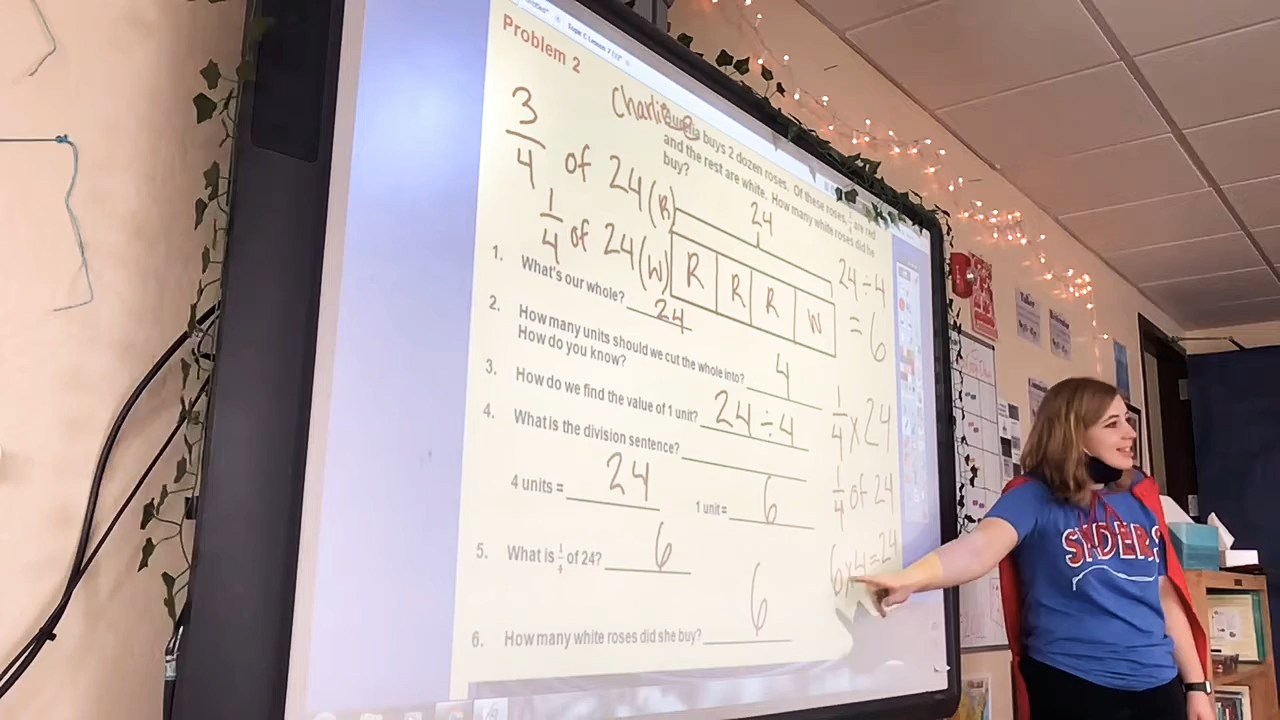 Topic C Lesson 7
Problem 2
Charlie
buys 2 dozen roses. Of these roses, are red
and the rest are white. How many white roses did he
buy?
3/4 of 24 (R)
1/4 of 24 (W)
24
R R R W
24 ÷ 4
= 6
1. What's our whole? 24
2. How many units should we cut the whole into? 4
How do you know?
3. How do we find the value of 1 unit? 24 ÷ 4
4. What is the division sentence?
4 units = 24 1 unit = 6
1/4 x 24
1/4 of 24
6 x 4 = 24
5. What is 1/4 of 24? 6
6. How many white roses did she buy? 6
SPIDERS